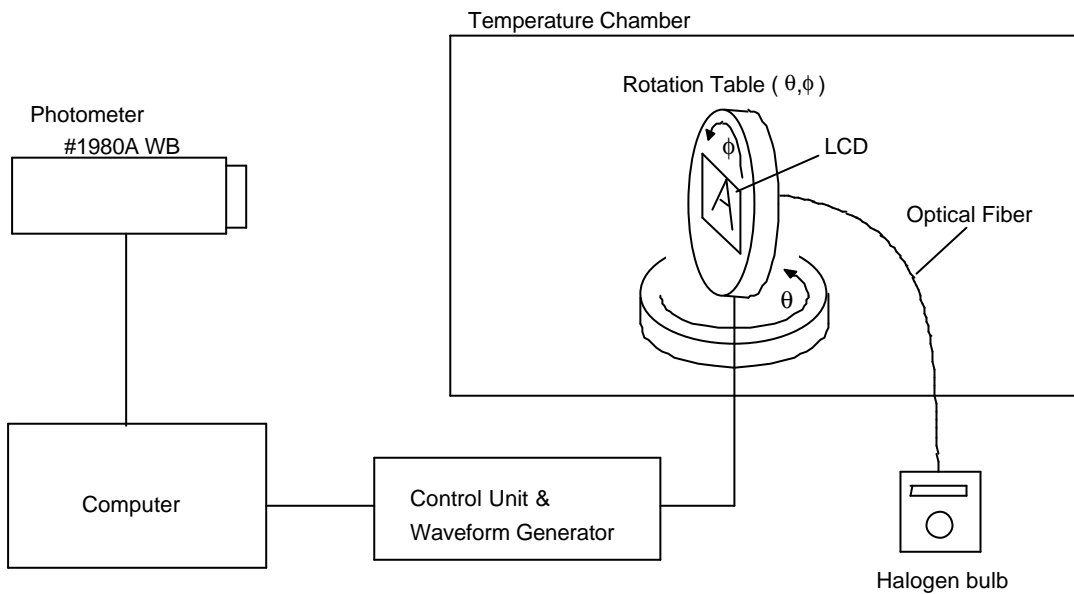 Temperature Chamber
Rotation Table ( θ,ϕ )
Photometer
#1980A WB
ϕ
LCD
A
Optical Fiber
θ
Computer
Control Unit &
Waveform Generator
Halogen bulb